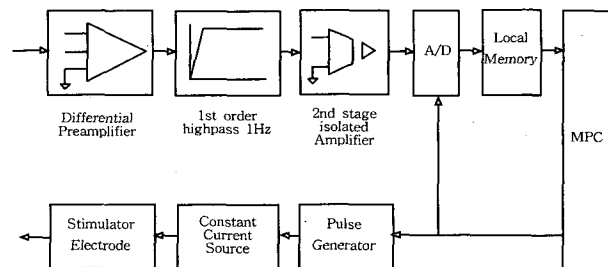 Differential
Preamplifier
1st order
highpass 1Hz
2nd stage
isolated
Amplifier
A/D
Local
Memory
MPC
Stimulator
Electrode
Constant
Current
Source
Pulse
Generator